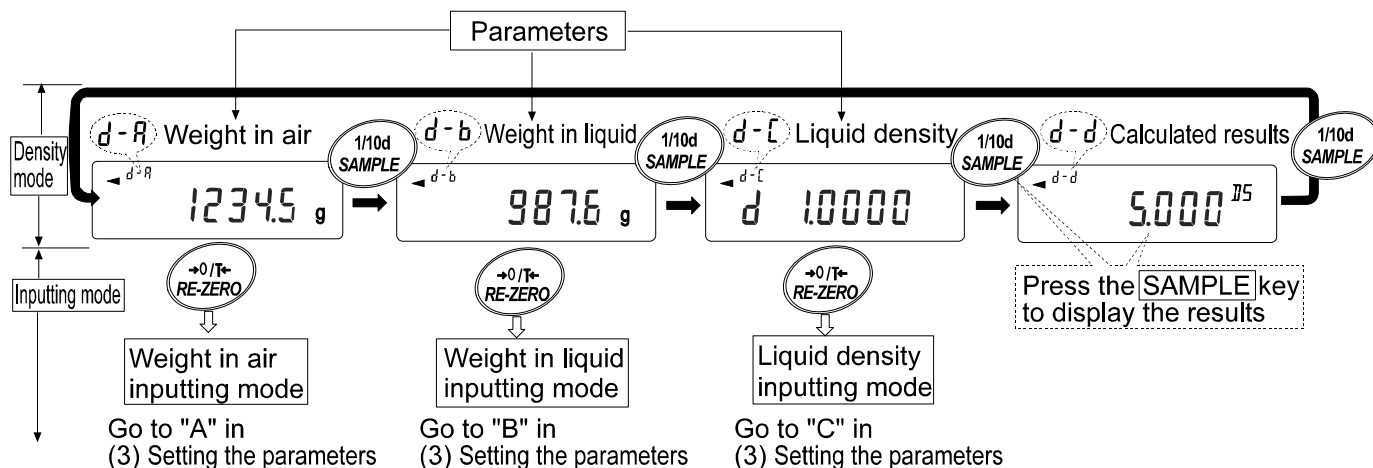 Parameters
Density
mode
d-A Weight in air
1/10d
SAMPLE
d-b Weight in liquid
1/10d
SAMPLE
d-C Liquid density
1/10d
SAMPLE
d-d Calculated results
1/10d
SAMPLE
d-A
1234.5 g
d-b
987.6 g
d-C
d 1.0000
d-d
5.000 DS
Inputting mode
→0/T←
RE-ZERO
→0/T←
RE-ZERO
→0/T←
RE-ZERO
Press the SAMPLE key
to display the results
Weight in air
inputting mode
Go to "A" in
(3) Setting the parameters
Weight in liquid
inputting mode
Go to "B" in
(3) Setting the parameters
Liquid density
inputting mode
Go to "C" in
(3) Setting the parameters